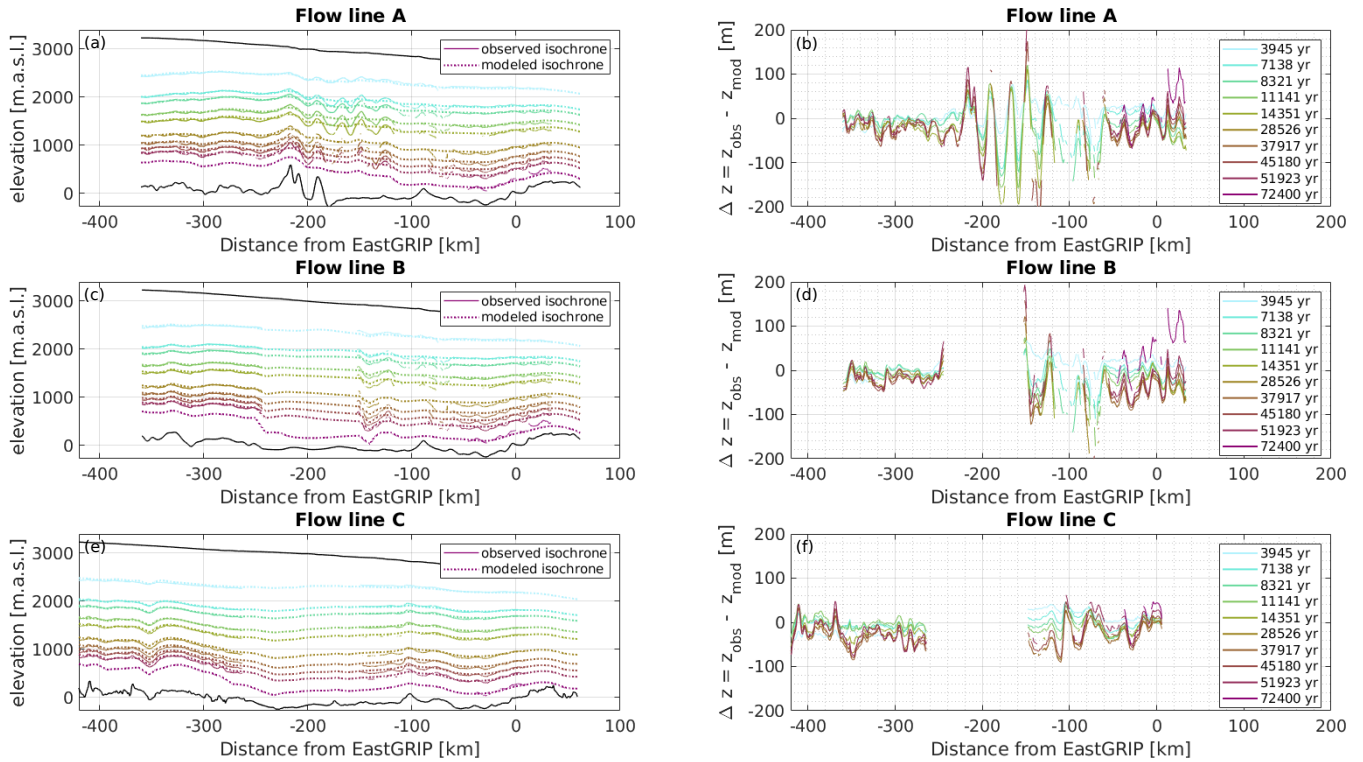 Flow line A
(a)
3000
2000
1000
0
elevation [m.a.s.l.]
observed isochrone
modeled isochrone
-400 -300 -200 -100 0 100
Distance from EastGRIP [km]
Flow line A
(b)
200
100
0
-100
-200
Δ z = z_obs - z_mod [m]
3945 yr
7138 yr
8321 yr
11141 yr
14351 yr
28526 yr
37917 yr
45180 yr
51923 yr
72400 yr
-400 -300 -200 -100 0 100 200
Distance from EastGRIP [km]
Flow line B
(c)
3000
2000
1000
0
elevation [m.a.s.l.]
observed isochrone
modeled isochrone
-400 -300 -200 -100 0 100
Distance from EastGRIP [km]
Flow line B
(d)
200
100
0
-100
-200
Δ z = z_obs - z_mod [m]
3945 yr
7138 yr
8321 yr
11141 yr
14351 yr
28526 yr
37917 yr
45180 yr
51923 yr
72400 yr
-400 -300 -200 -100 0 100 200
Distance from EastGRIP [km]
Flow line C
(e)
3000
2000
1000
0
elevation [m.a.s.l.]
observed isochrone
modeled isochrone
-400 -300 -200 -100 0 100
Distance from EastGRIP [km]
Flow line C
(f)
200
100
0
-100
-200
Δ z = z_obs - z_mod [m]
3945 yr
7138 yr
8321 yr
11141 yr
14351 yr
28526 yr
37917 yr
45180 yr
51923 yr
72400 yr
-400 -300 -200 -100 0 100 200
Distance from EastGRIP [km]